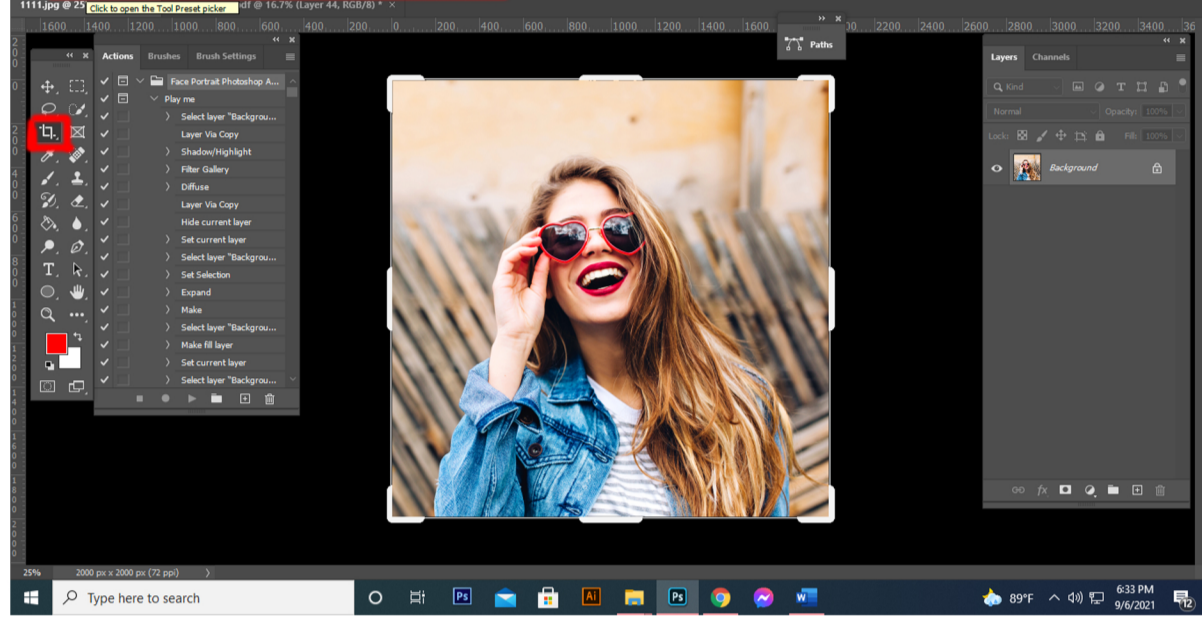 1111.jpg @ 25
Click to open the Tool Preset picker
df @ 16.7% (Layer 44, RGB/8) * ×
1600 1400 1200 1000 800 600 400 200 0 200 400 600 800 1000 1200 1400 1600 1800 2000 2200 2400 2600 2800 3000 3200 3400 36
Paths
Actions Brushes Brush Settings
Face Portrait Photoshop A...
Play me
Select layer "Backgrou...
Layer Via Copy
Shadow/Highlight
Filter Gallery
Diffuse
Layer Via Copy
Hide current layer
Set current layer
Select layer "Backgrou...
Set Selection
Expand
Make
Select layer "Backgrou...
Make fill layer
Set current layer
Select layer "Backgrou...
Layers Channels
Kind
Normal Opacity: 100%
Lock: Fill: 100%
Background
fx
25% 2000 px x 2000 px (72 ppi)
Type here to search
Ps Ai Ps W
89°F
6:33 PM
9/6/2021
12